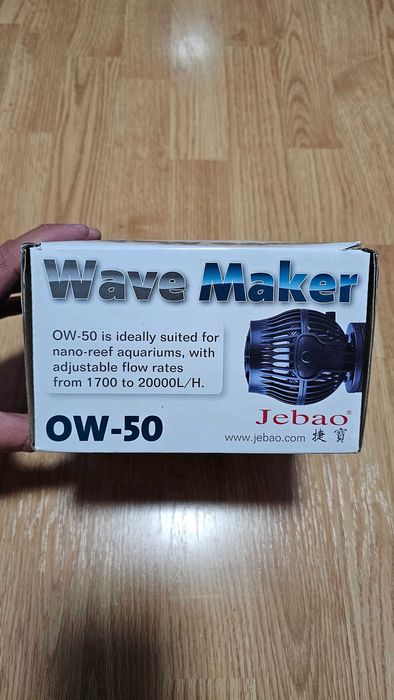 Wave Maker
OW-50 is ideally suited for
nano-reef aquariums, with
adjustable flow rates
from 1700 to 20000L/H.
OW-50
Jebao®
www.jebao.com 捷寶